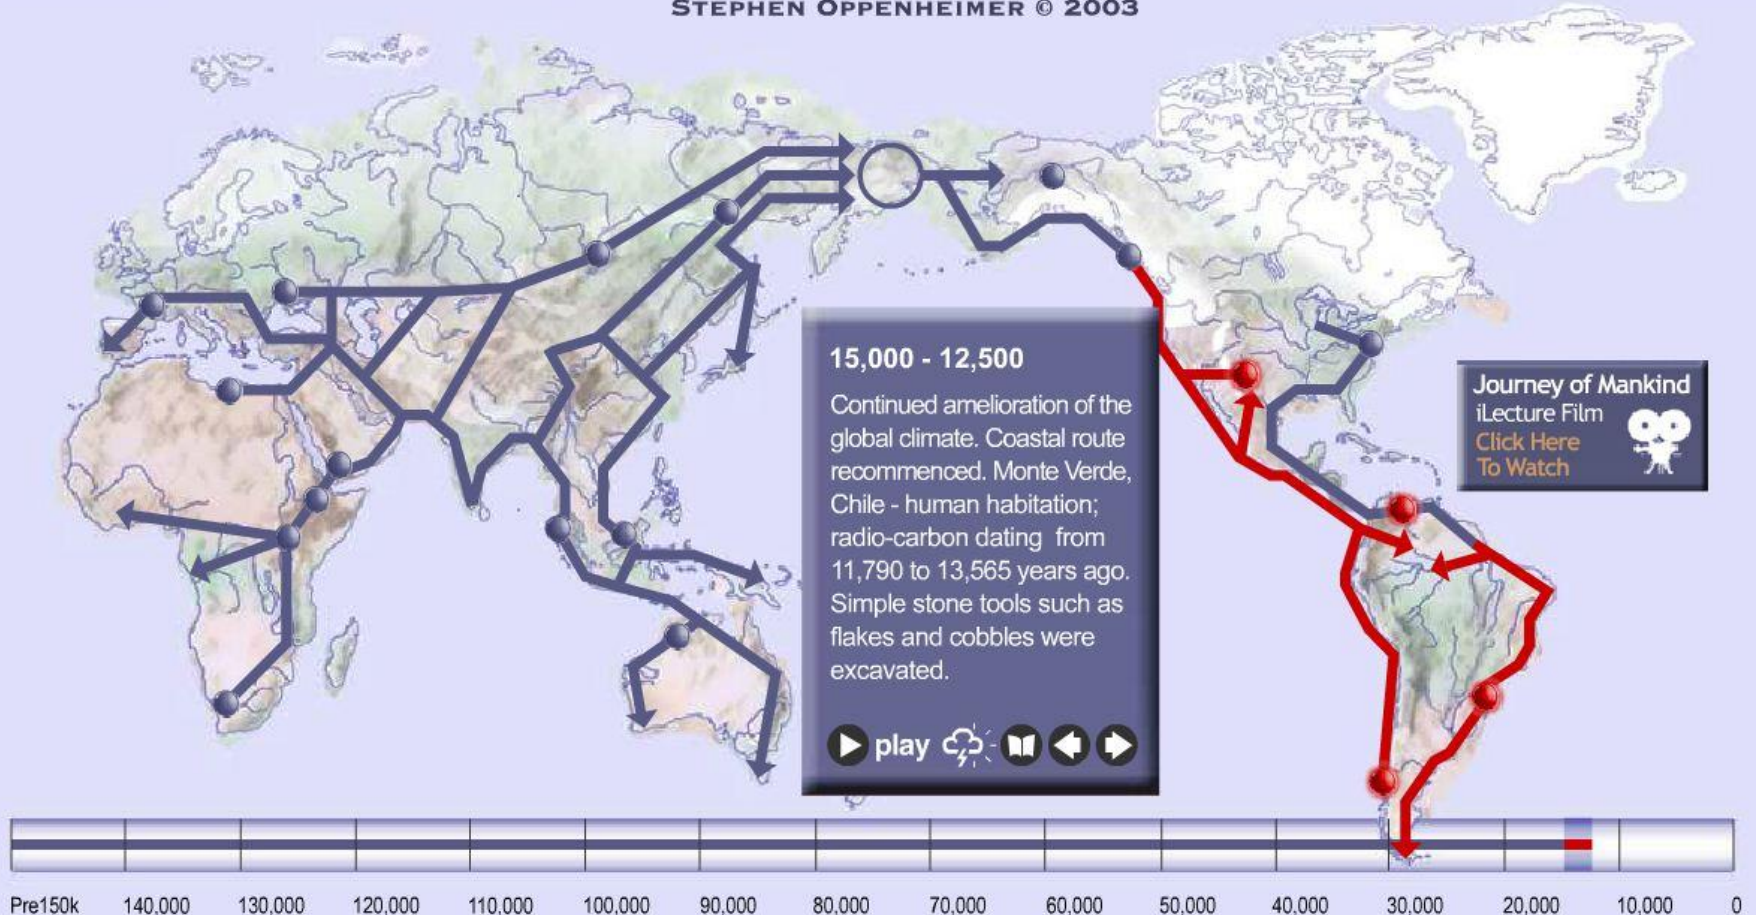 STEPHEN OPPENHEIMER © 2003
15,000 - 12,500
Continued amelioration of the
global climate. Coastal route
recommenced. Monte Verde,
Chile - human habitation;
radio-carbon dating from
11,790 to 13,565 years ago.
Simple stone tools such as
flakes and cobbles were
excavated.
play
Journey of Mankind
iLecture Film
Click Here
To Watch
Pre150k 140,000 130,000 120,000 110,000 100,000 90,000 80,000 70,000 60,000 50,000 40,000 30,000 20,000 10,000 0